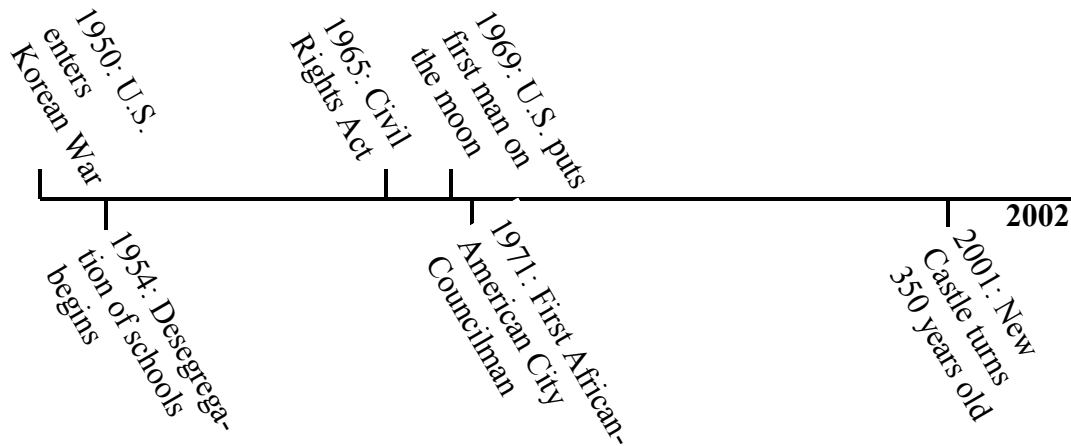 1950: U.S.
enters
Korean War
1954: Desegrega-
tion of schools
begins
1965: Civil
Rights Act
1969: U.S. puts
first man on
the moon
1971: First African-
American City
Councilman
2001: New
Castle turns
350 years old
2002